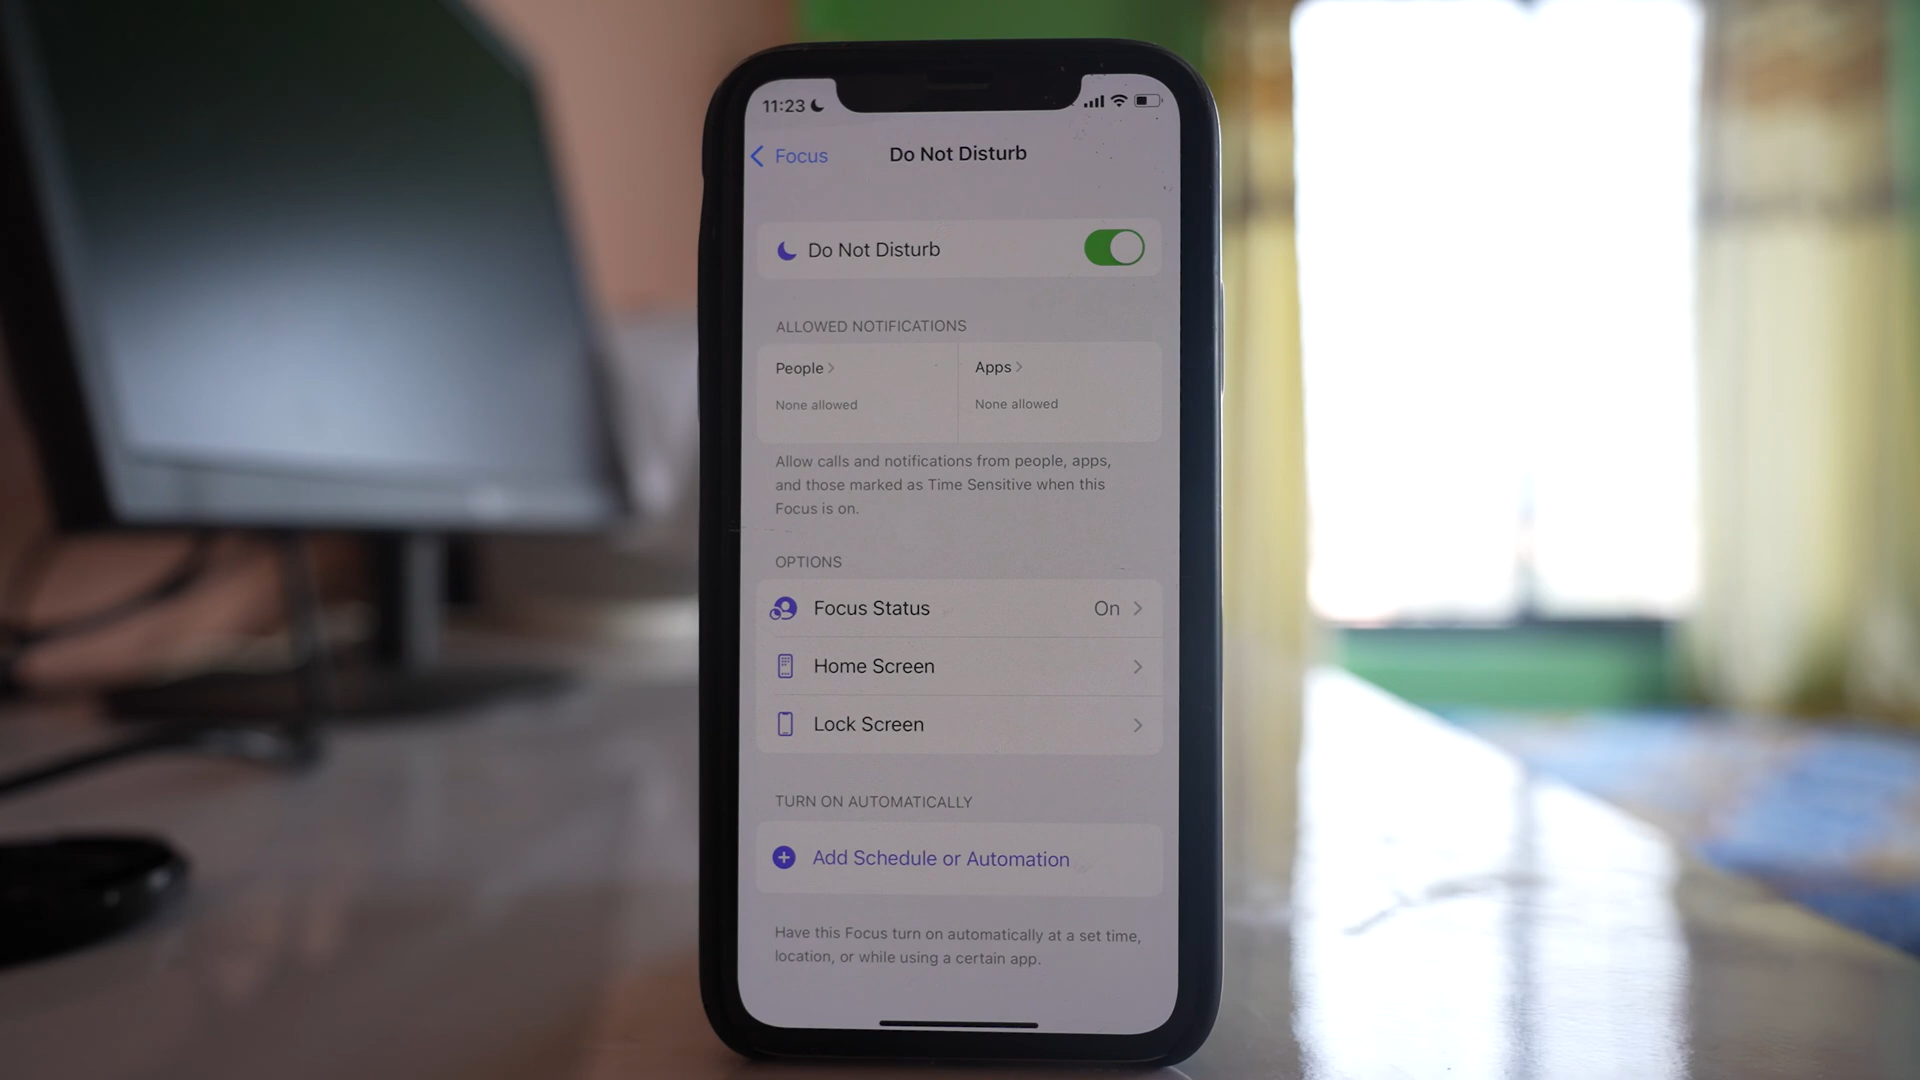 11:23
Focus
Do Not Disturb
Do Not Disturb
ALLOWED NOTIFICATIONS
People
Apps
None allowed
None allowed
Allow calls and notifications from people, apps,
and those marked as Time Sensitive when this
Focus is on.
OPTIONS
Focus Status On
Home Screen
Lock Screen
TURN ON AUTOMATICALLY
Add Schedule or Automation
Have this Focus turn on automatically at a set time,
location, or while using a certain app.